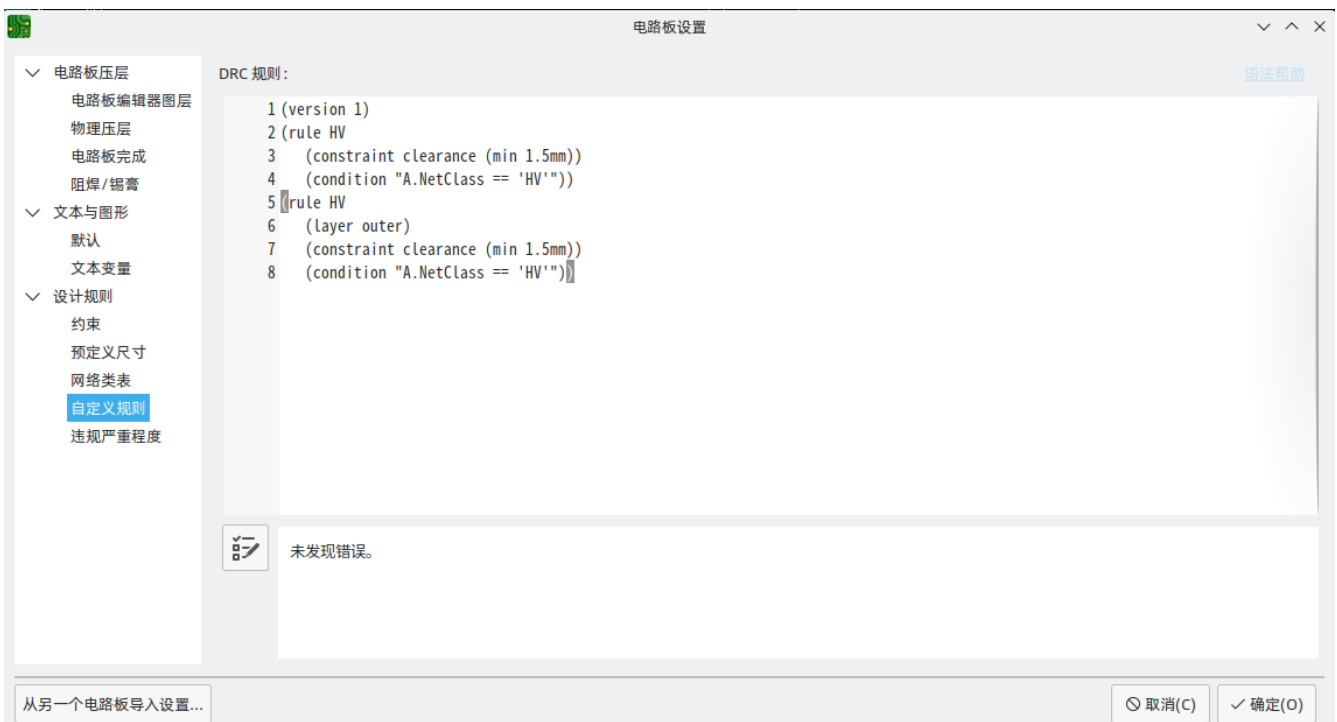 电路板设置
电路板压层
电路板编辑器图层
物理压层
电路板完成
阻焊/锡膏
文本与图形
默认
文本变量
设计规则
约束
预定义尺寸
网络类表
自定义规则
违规严重程度
DRC 规则：
语法帮助
1 (version 1)
2 (rule HV
3    (constraint clearance (min 1.5mm))
4    (condition "A.NetClass == 'HV'"))
5 (rule HV
6    (layer outer)
7    (constraint clearance (min 1.5mm))
8    (condition "A.NetClass == 'HV'"))
未发现错误。
从另一个电路板导入设置...
取消(C)
确定(O)